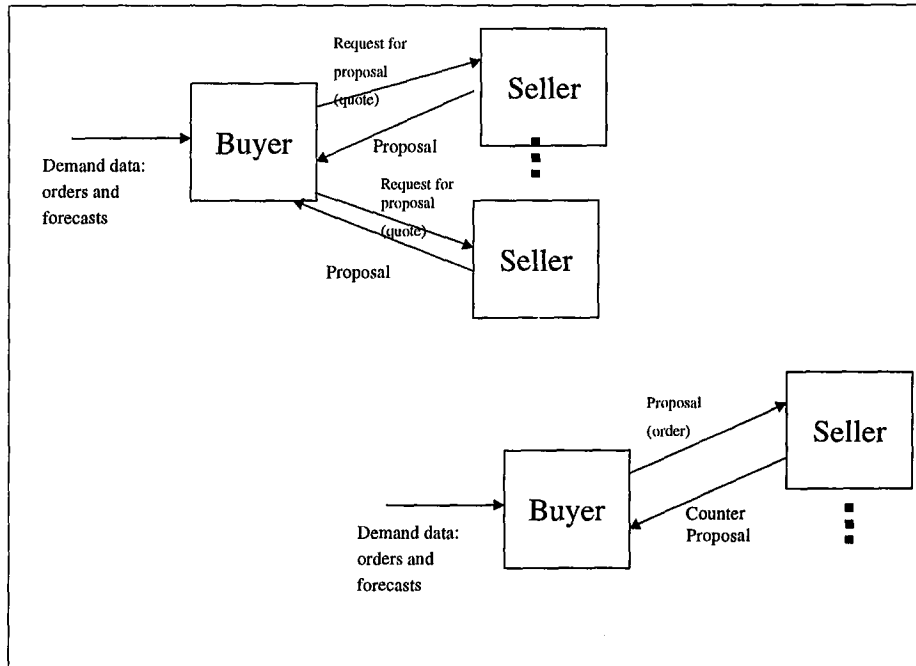 Request for
proposal
(quote)
Seller
Buyer
Proposal
Demand data:
orders and
forecasts
Request for
proposal
(quote)
Seller
Proposal
Proposal
(order)
Seller
Buyer
Counter
Proposal
Demand data:
orders and
forecasts